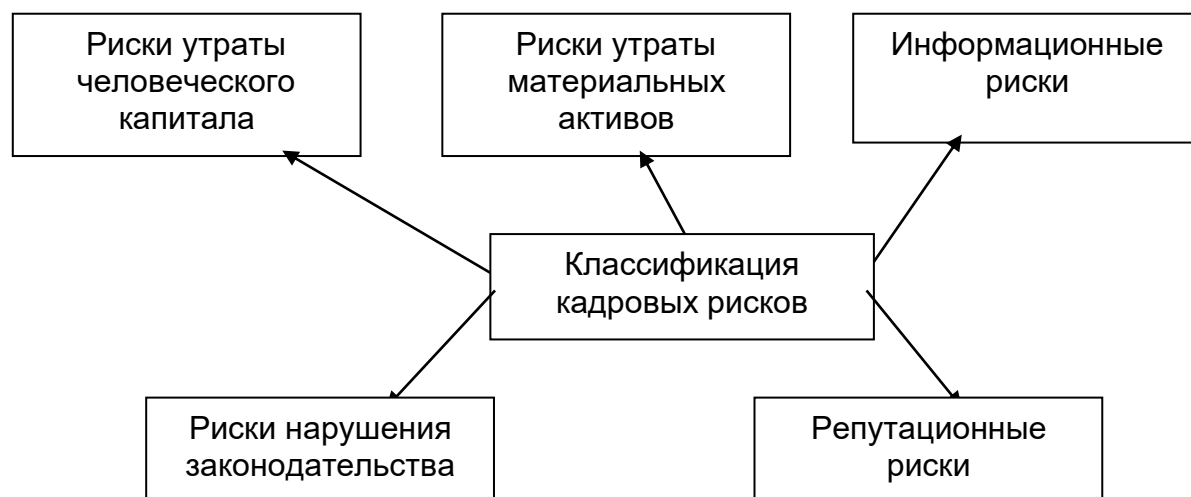 Риски утраты
человеческого
капитала
Риски утраты
материальных
активов
Информационные
риски
Классификация
кадровых рисков
Риски нарушения
законодательства
Репутационные
риски